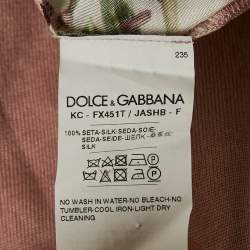 235
DOLCE & GABBANA
KC - FX451T / JASHB - F
100% SETA-SILK-SEDA-SOIE-
SEDA-SEIDE-ШЕЛК -
SILK
NO WASH IN WATER-NO BLEACH-NO
TUMBLER-COOL IRON-LIGHT DRY
CLEANING